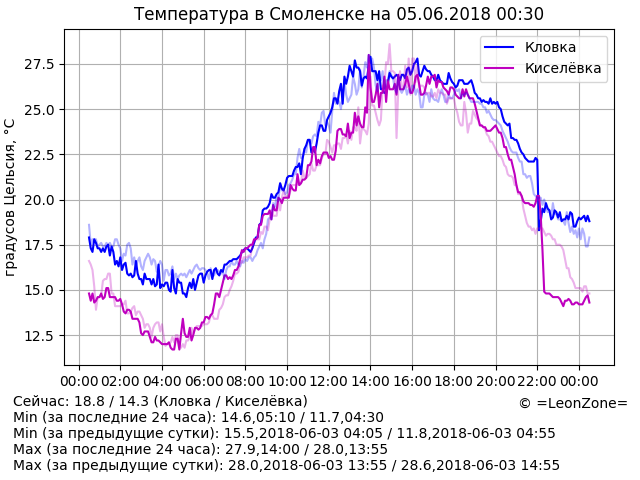 Температура в Смоленске на 05.06.2018 00:30
Кловка
Киселёвка
градусов Цельсия, °C
27.5
25.0
22.5
20.0
17.5
15.0
12.5
00:00 02:00 04:00 06:00 08:00 10:00 12:00 14:00 16:00 18:00 20:00 22:00 00:00
Сейчас: 18.8 / 14.3 (Кловка / Киселёвка)
© =LeonZone=
Min (за последние 24 часа): 14.6,05:10 / 11.7,04:30
Min (за предыдущие сутки): 15.5,2018-06-03 04:05 / 11.8,2018-06-03 04:55
Max (за последние 24 часа): 27.9,14:00 / 28.0,13:55
Max (за предыдущие сутки): 28.0,2018-06-03 13:55 / 28.6,2018-06-03 14:55